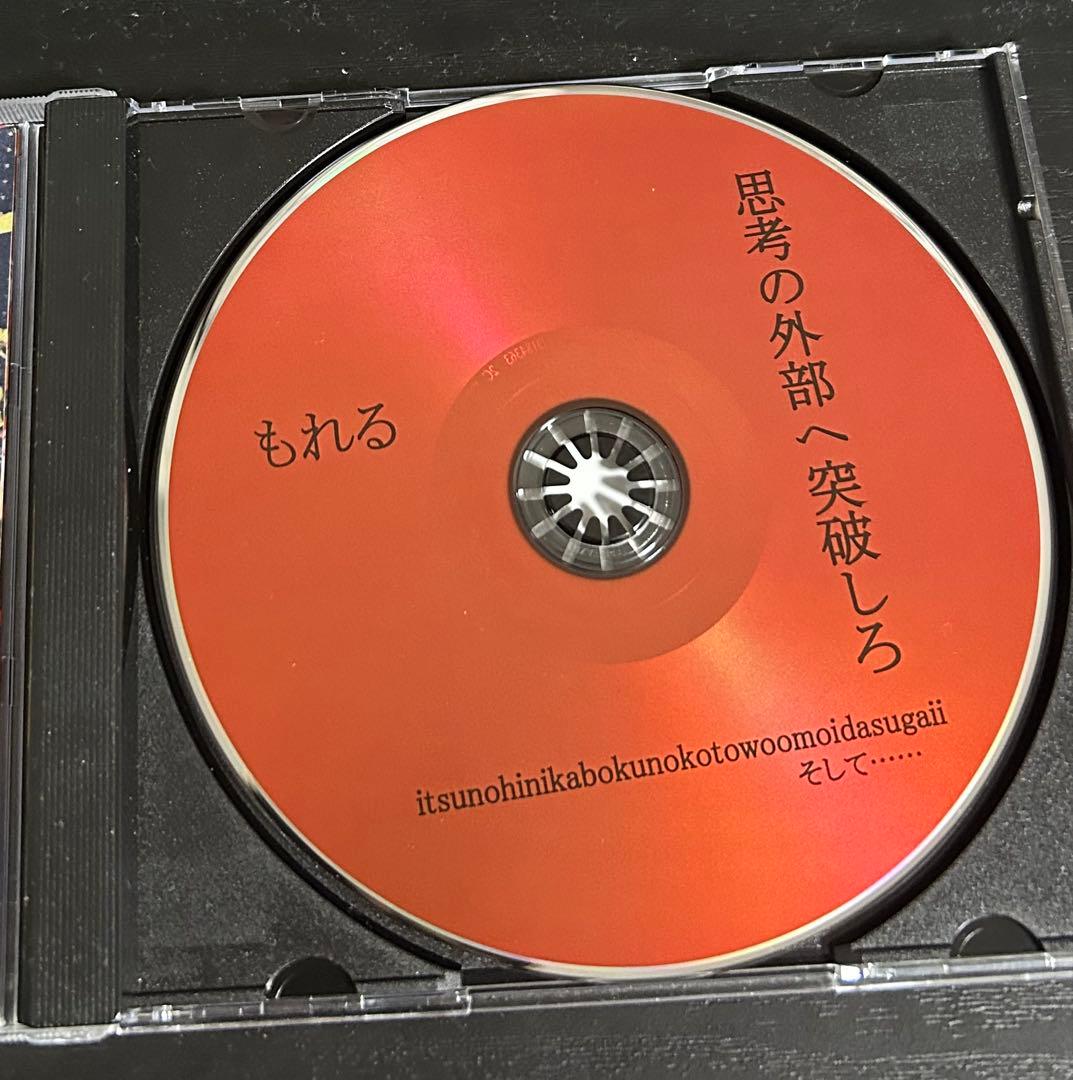 思考の外部へ突破しろ
もれる
itsunohinikabokunokotowoomoidasugaii
そして……